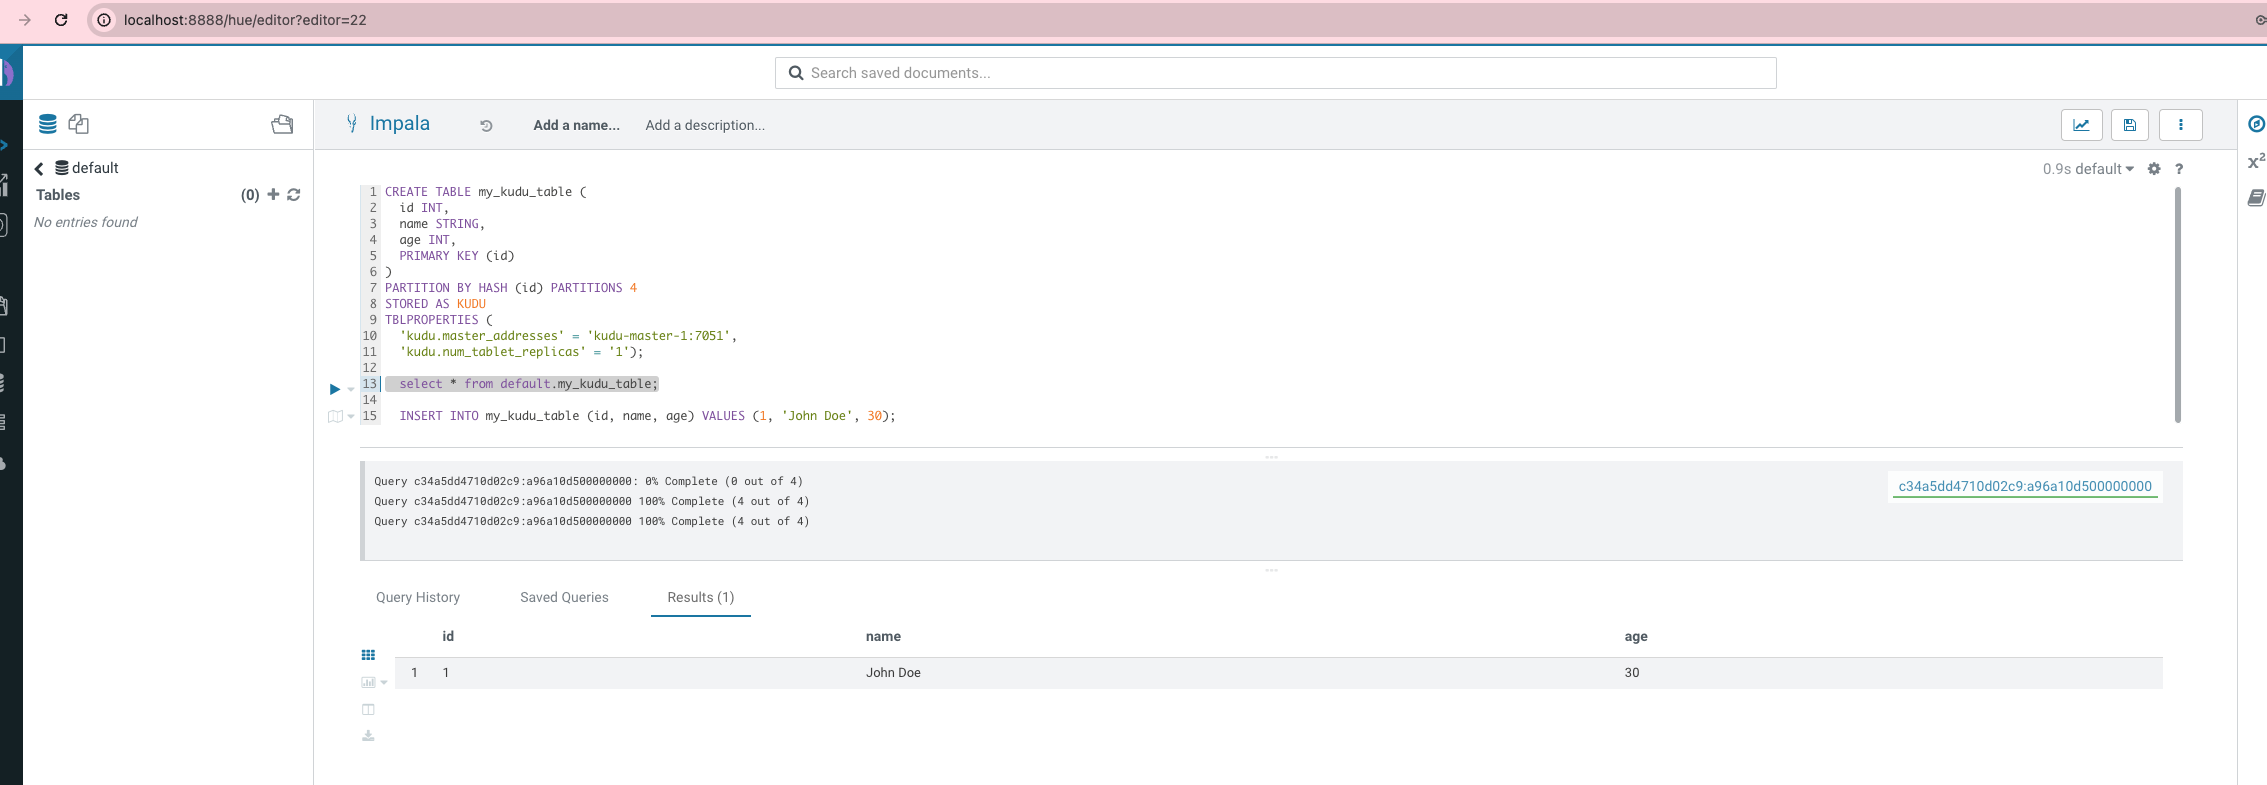 localhost:8888/hue/editor?editor=22
Search saved documents...
Impala
Add a name...
Add a description...
default
Tables (0)
No entries found
0.9s default ?
1 CREATE TABLE my_kudu_table (
2 id INT,
3 name STRING,
4 age INT,
5 PRIMARY KEY (id)
6 )
7 PARTITION BY HASH (id) PARTITIONS 4
8 STORED AS KUDU
9 TBLPROPERTIES (
10 'kudu.master_addresses' = 'kudu-master-1:7051',
11 'kudu.num_tablet_replicas' = '1');
12
13 select * from default.my_kudu_table;
14
15 INSERT INTO my_kudu_table (id, name, age) VALUES (1, 'John Doe', 30);
Query c34a5dd4710d02c9:a96a10d500000000: 0% Complete (0 out of 4)
Query c34a5dd4710d02c9:a96a10d500000000 100% Complete (4 out of 4)
Query c34a5dd4710d02c9:a96a10d500000000 100% Complete (4 out of 4)
c34a5dd4710d02c9:a96a10d500000000
Query History
Saved Queries
Results (1)
id name age
1 1 John Doe 30
x²